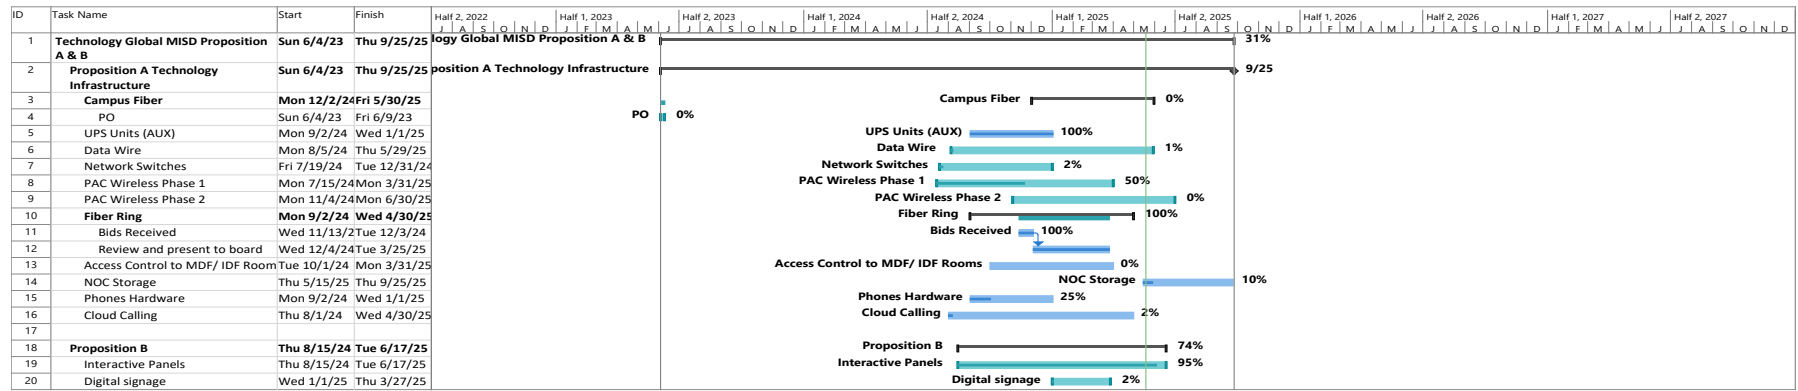 ID Task Name Start Finish Half 2, 2022 Half 1, 2023 Half 2, 2023 Half 1, 2024 Half 2, 2024 Half 1, 2025 Half 2, 2025 Half 1, 2026 Half 2, 2026 Half 1, 2027 Half 2, 2027
J A S O N D J F M A M J J A S O N D J F M A M J J A S O N D J F M A M J J A S O N D J F M A M J J A S O N D J F M A M J J A S O N D
1 Technology Global MISD Proposition Sun 6/4/23 Thu 9/25/25 logy Global MISD Proposition A & B 31%
A & B
2 Proposition A Technology Sun 6/4/23 Thu 9/25/25 position A Technology Infrastructure 9/25
Infrastructure
3 Campus Fiber Mon 12/2/24 Fri 5/30/25 Campus Fiber 0%
4 PO Sun 6/4/23 Fri 6/9/23 PO 0%
5 UPS Units (AUX) Mon 9/2/24 Wed 1/1/25 UPS Units (AUX) 100%
6 Data Wire Mon 8/5/24 Thu 5/29/25 Data Wire 1%
7 Network Switches Fri 7/19/24 Tue 12/31/24 Network Switches 2%
8 PAC Wireless Phase 1 Mon 7/15/24 Mon 3/31/25 PAC Wireless Phase 1 50%
9 PAC Wireless Phase 2 Mon 11/4/24 Mon 6/30/25 PAC Wireless Phase 2 0%
10 Fiber Ring Mon 9/2/24 Wed 4/30/25 Fiber Ring 100%
11 Bids Received Wed 11/13/2 Tue 12/3/24 Bids Received 100%
12 Review and present to board Wed 12/4/24 Tue 3/25/25
13 Access Control to MDF/ IDF Room Tue 10/1/24 Mon 3/31/25 Access Control to MDF/ IDF Rooms 0%
14 NOC Storage Thu 5/15/25 Thu 9/25/25 NOC Storage 10%
15 Phones Hardware Mon 9/2/24 Wed 1/1/25 Phones Hardware 25%
16 Cloud Calling Thu 8/1/24 Wed 4/30/25 Cloud Calling 2%
17
18 Proposition B Thu 8/15/24 Tue 6/17/25 Proposition B 74%
19 Interactive Panels Thu 8/15/24 Tue 6/17/25 Interactive Panels 95%
20 Digital signage Wed 1/1/25 Thu 3/27/25 Digital signage 2%